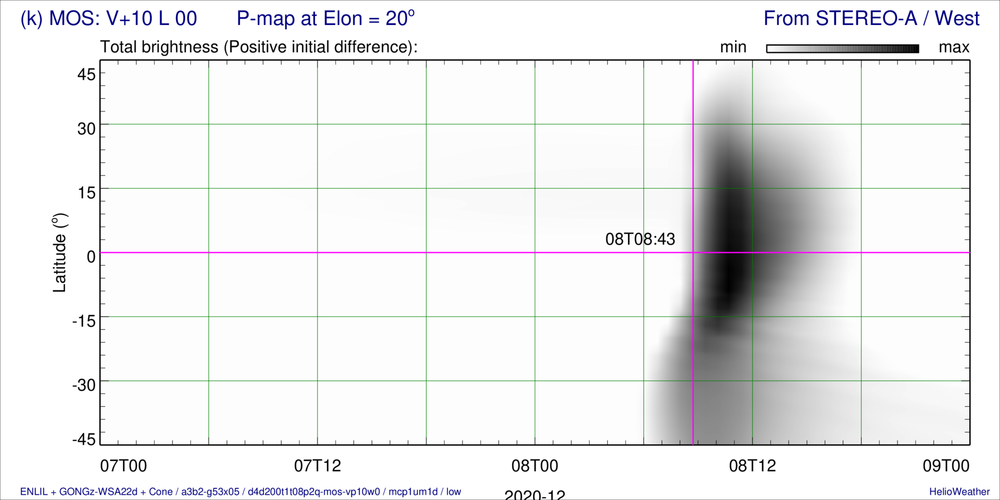 (k) MOS: V+10 L 00 P-map at Elon = 20° From STEREO-A / West
Total brightness (Positive initial difference): min max
45
30
15
08T08:43
0
-15
-30
-45
Latitude (°)
07T00 07T12 08T00 08T12 09T00
2020-12
ENLIL + GONGz-WSA22d + Cone / a3b2-g53x05 / d4d200t1t08p2q-mos-vp10w0 / mcp1um1d / low HelioWeather